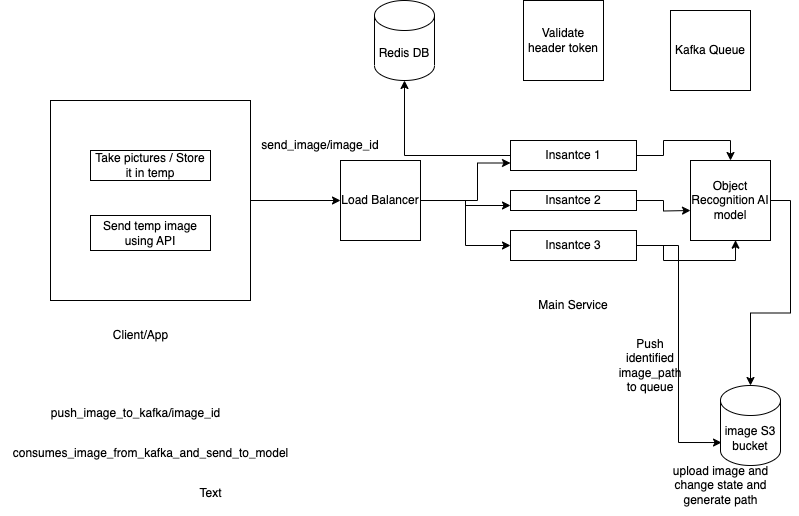 Redis DB
Validate
header token
Kafka Queue
Take pictures / Store
it in temp
Send temp image
using API
Client/App
send_image/image_id
Load Balancer
Insantce 1
Insantce 2
Insantce 3
Main Service
Object
Recognition AI
model
Push
identified
image_path
to queue
image S3
bucket
upload image and
change state and
generate path
push_image_to_kafka/image_id
consumes_image_from_kafka_and_send_to_model
Text